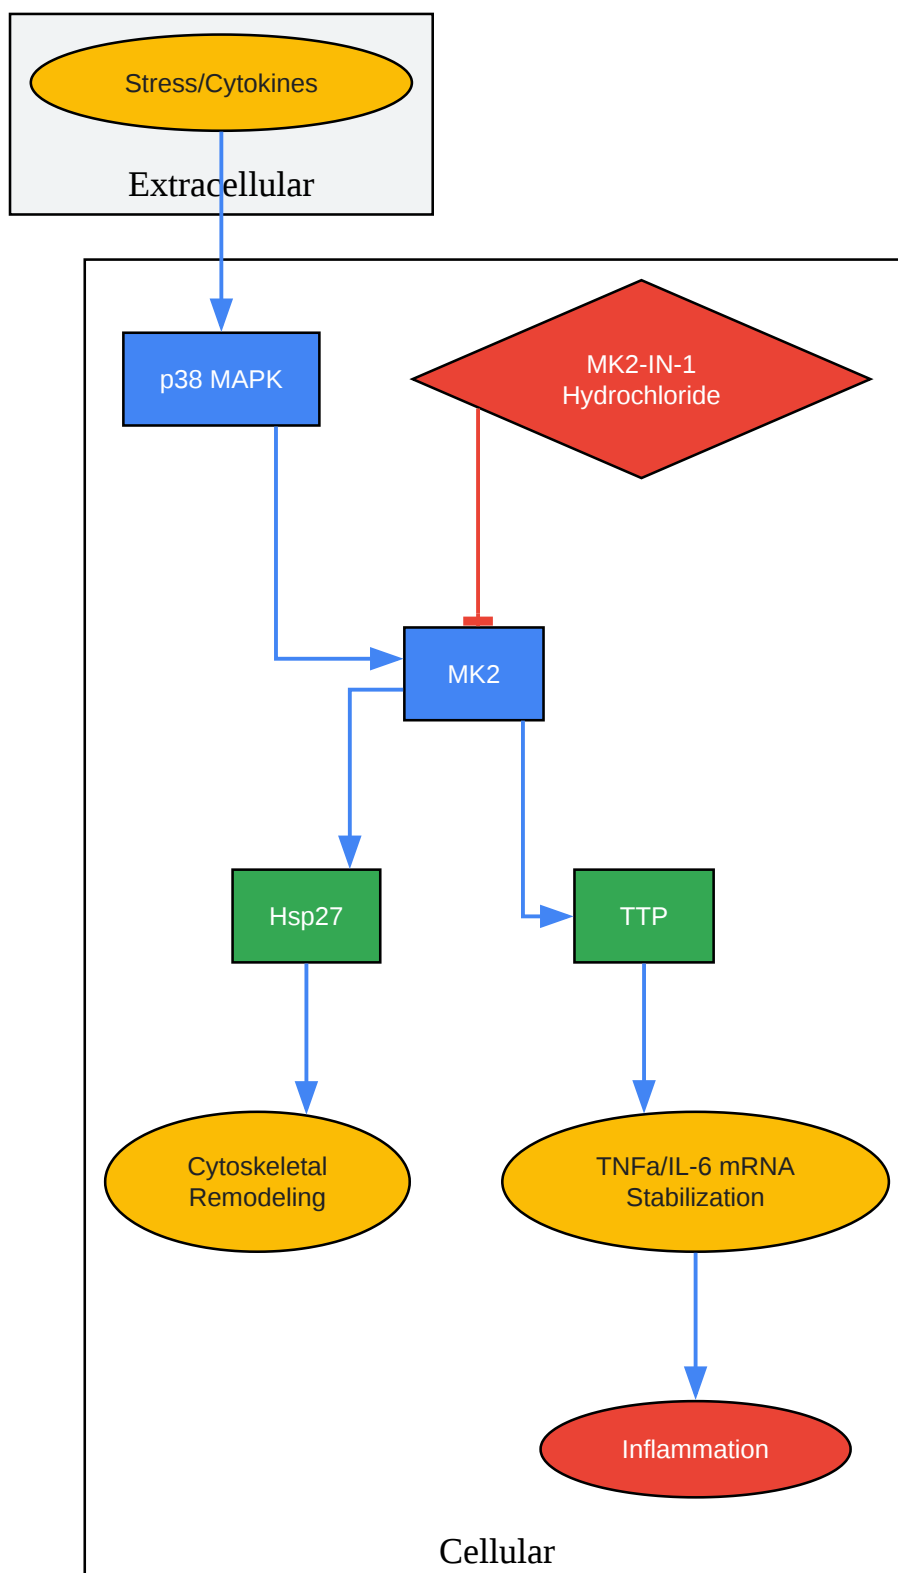 Stress/Cytokines
Extracellular
p38 MAPK
MK2-IN-1
Hydrochloride
MK2
Hsp27
TTP
Cytoskeletal
Remodeling
TNFa/IL-6 mRNA
Stabilization
Inflammation
Cellular